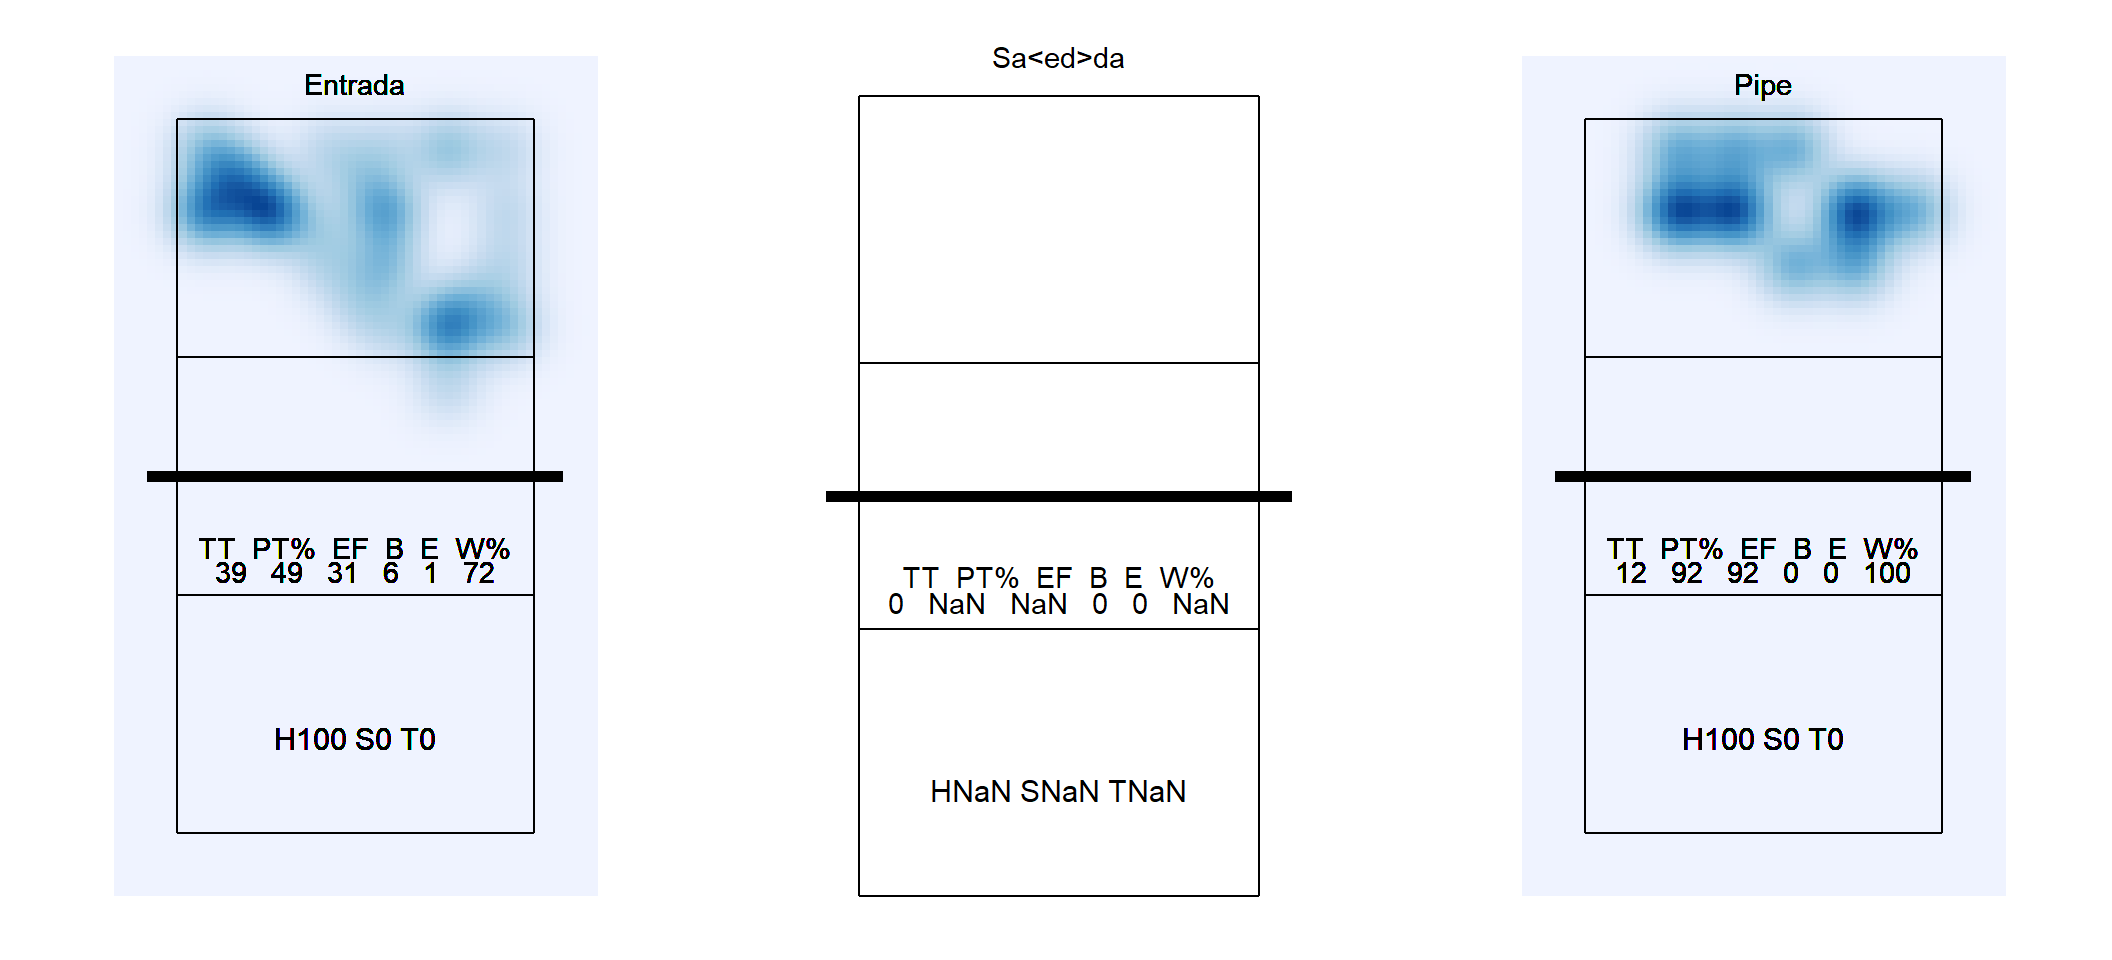 Entrada
TT PT% EF B E W%
39 49 31 6 1 72
H100 S0 T0
Sa<ed>da
TT PT% EF B E W%
0 NaN NaN 0 0 NaN
HNaN SNaN TNaN
Pipe
TT PT% EF B E W%
12 92 92 0 0 100
H100 S0 T0